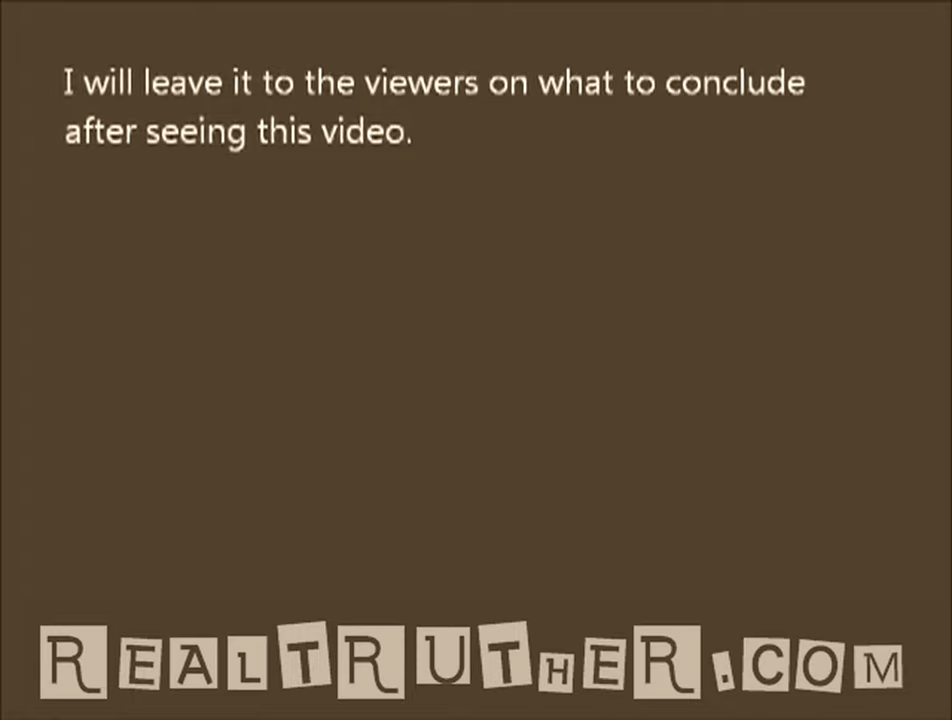 I will leave it to the viewers on what to conclude
after seeing this video.
REALTRUTHER.COM